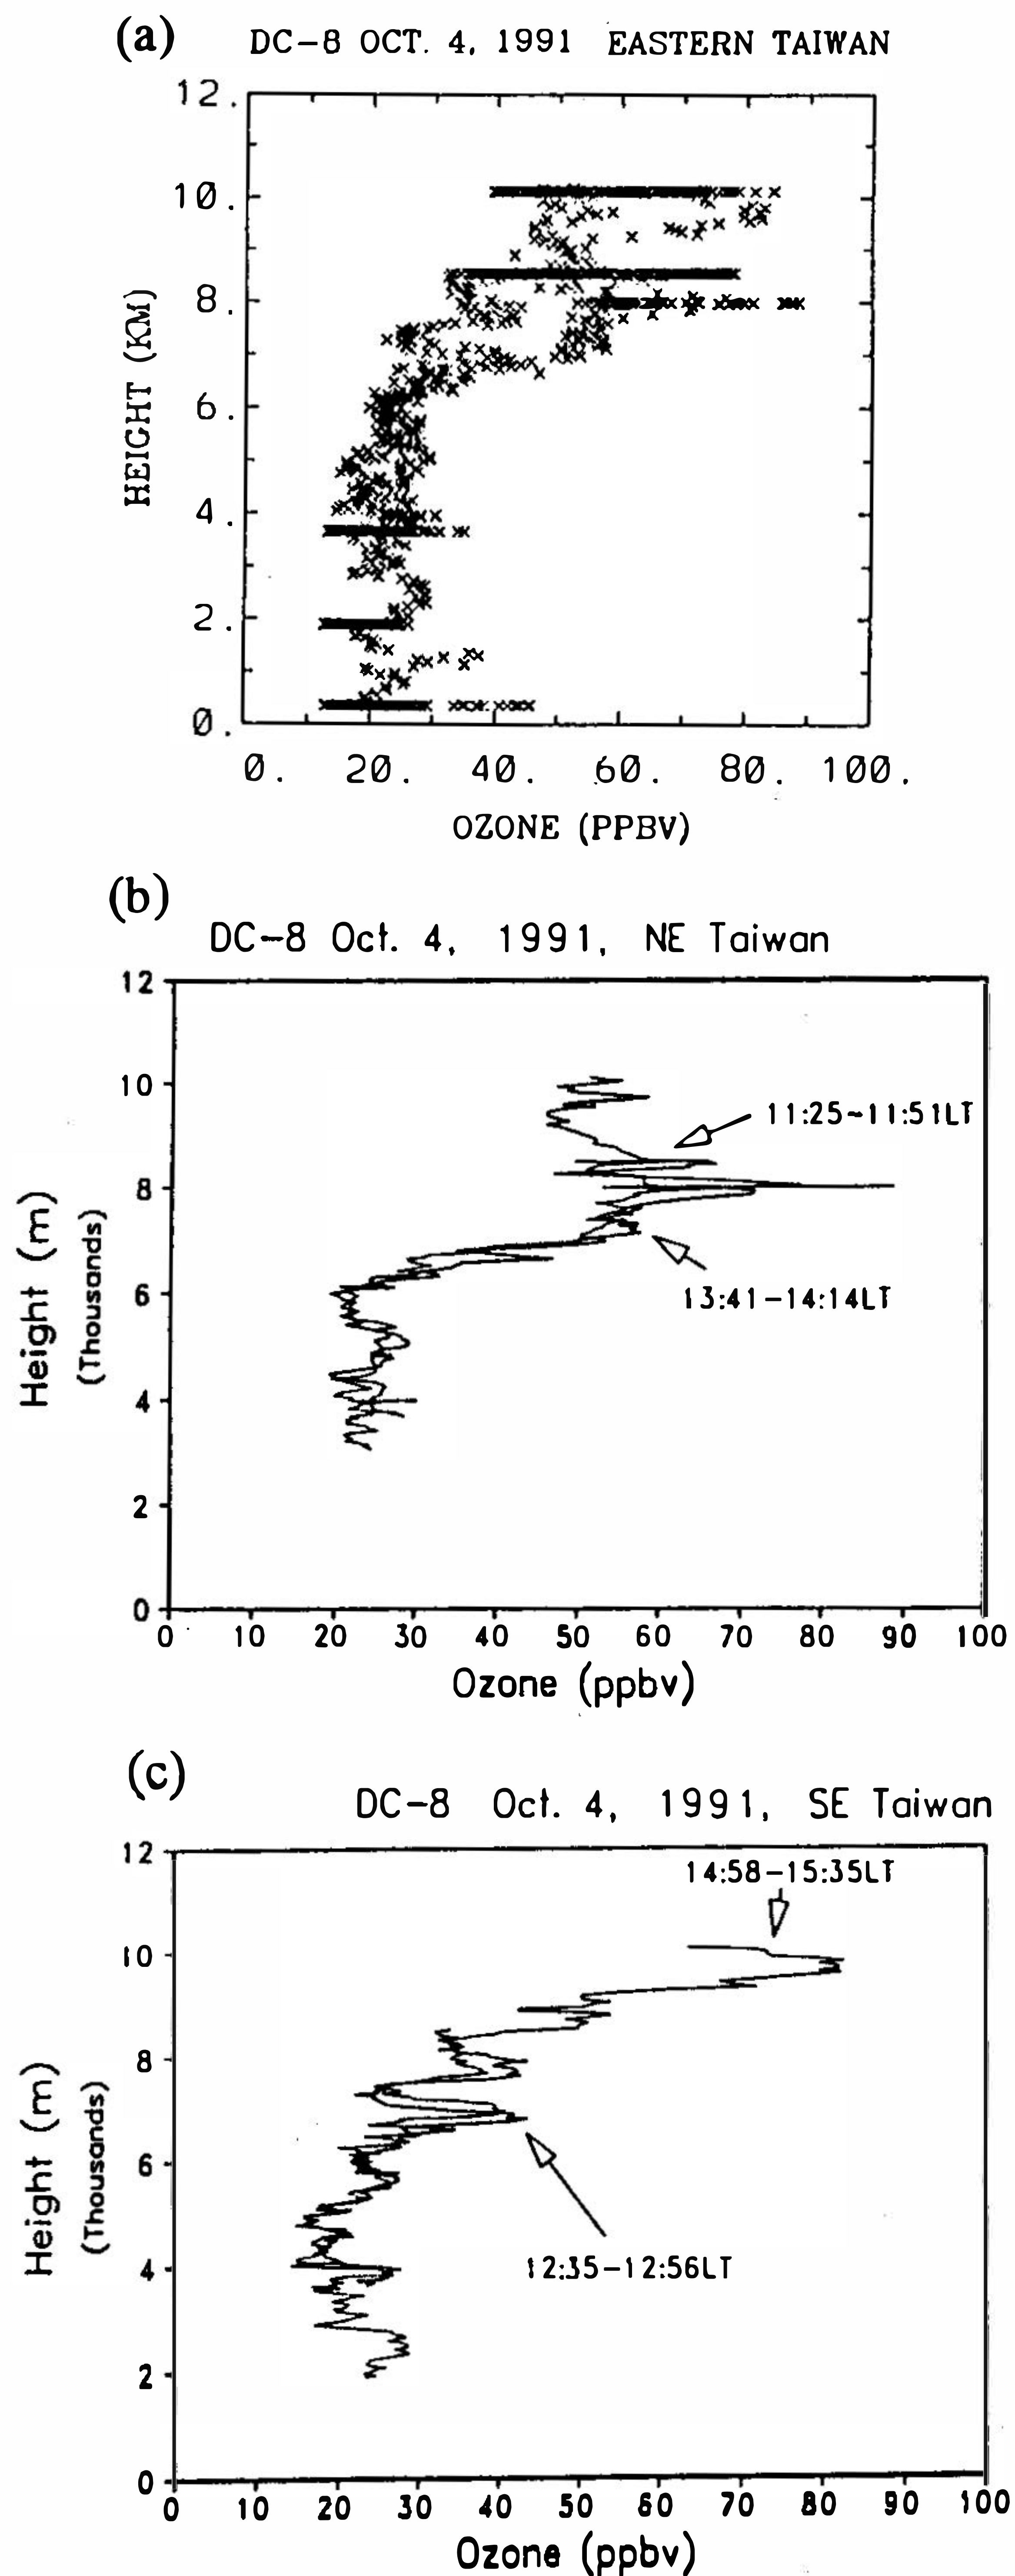 (a)
DC-8 OCT. 4, 1991 EASTERN TAIWAN
12.
10.
8.
6.
4.
2.
0.
HEIGHT (KM)
0. 20. 40. 60. 80. 100.
OZONE (PPBV)
(b)
DC-8 Oct. 4, 1991, NE Taiwan
12
10
8
6
4
2
0
Height (m)
(Thousands)
11:25-11:51LT
13:41-14:14LT
0 10 20 30 40 50 60 70 80 90 100
Ozone (ppbv)
(c)
DC-8 Oct. 4, 1991, SE Taiwan
12
10
8
6
4
2
0
Height (m)
(Thousands)
14:58-15:35LT
12:35-12:56LT
0 10 20 30 40 50 60 70 80 90 100
Ozone (ppbv)